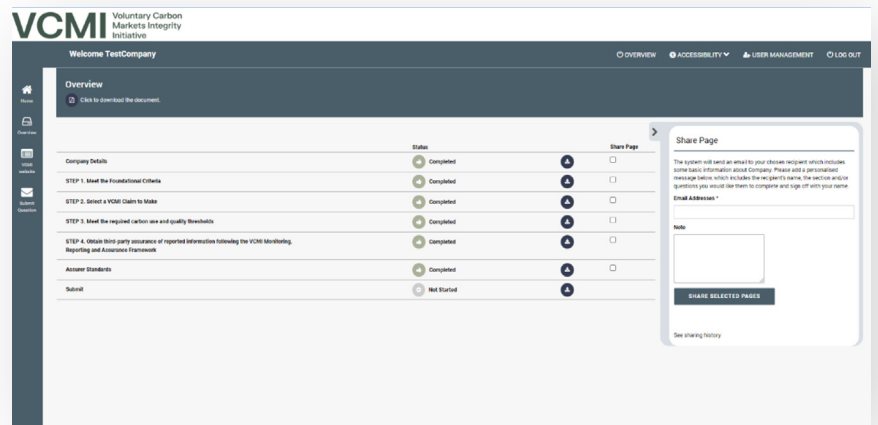 VCMI
Voluntary Carbon
Markets Integrity
Initiative
Welcome TestCompany
OVERVIEW
ACCESSIBILITY
USER MANAGEMENT
LOG OUT
Home
Overview
VCMI
website
Submit
Question
Overview
Click to download the document.
Status
Share Page
Company Details
Completed
STEP 1. Meet the Foundational Criteria
Completed
STEP 2. Select a VCMI Claim to Make
Completed
STEP 3. Meet the required carbon use and quality thresholds
Completed
STEP 4. Obtain third-party assurance of reported information following the VCMI Monitoring,
Reporting and Assurance Framework
Completed
Assurer Standards
Completed
Submit
Not Started
Share Page
The system will send an email to your chosen recipient which includes
some basic information about Company. Please add a personalised
message below, which includes the recipient's name, the section and/or
questions you would like them to complete and sign off with your name.
Email Addresses *
Note
SHARE SELECTED PAGES
See sharing history